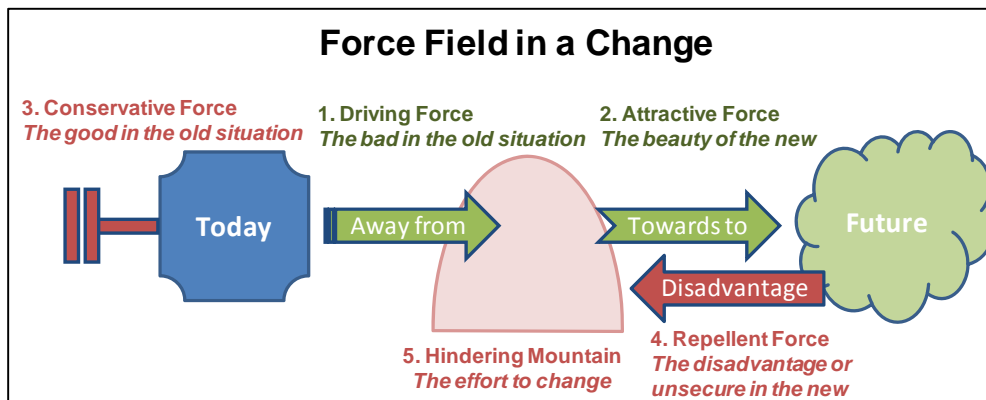 Force Field in a Change
3. Conservative Force
The good in the old situation
1. Driving Force
The bad in the old situation
2. Attractive Force
The beauty of the new
Today
Away from
Towards to
Future
Disadvantage
5. Hindering Mountain
The effort to change
4. Repellent Force
The disadvantage or
unsecure in the new